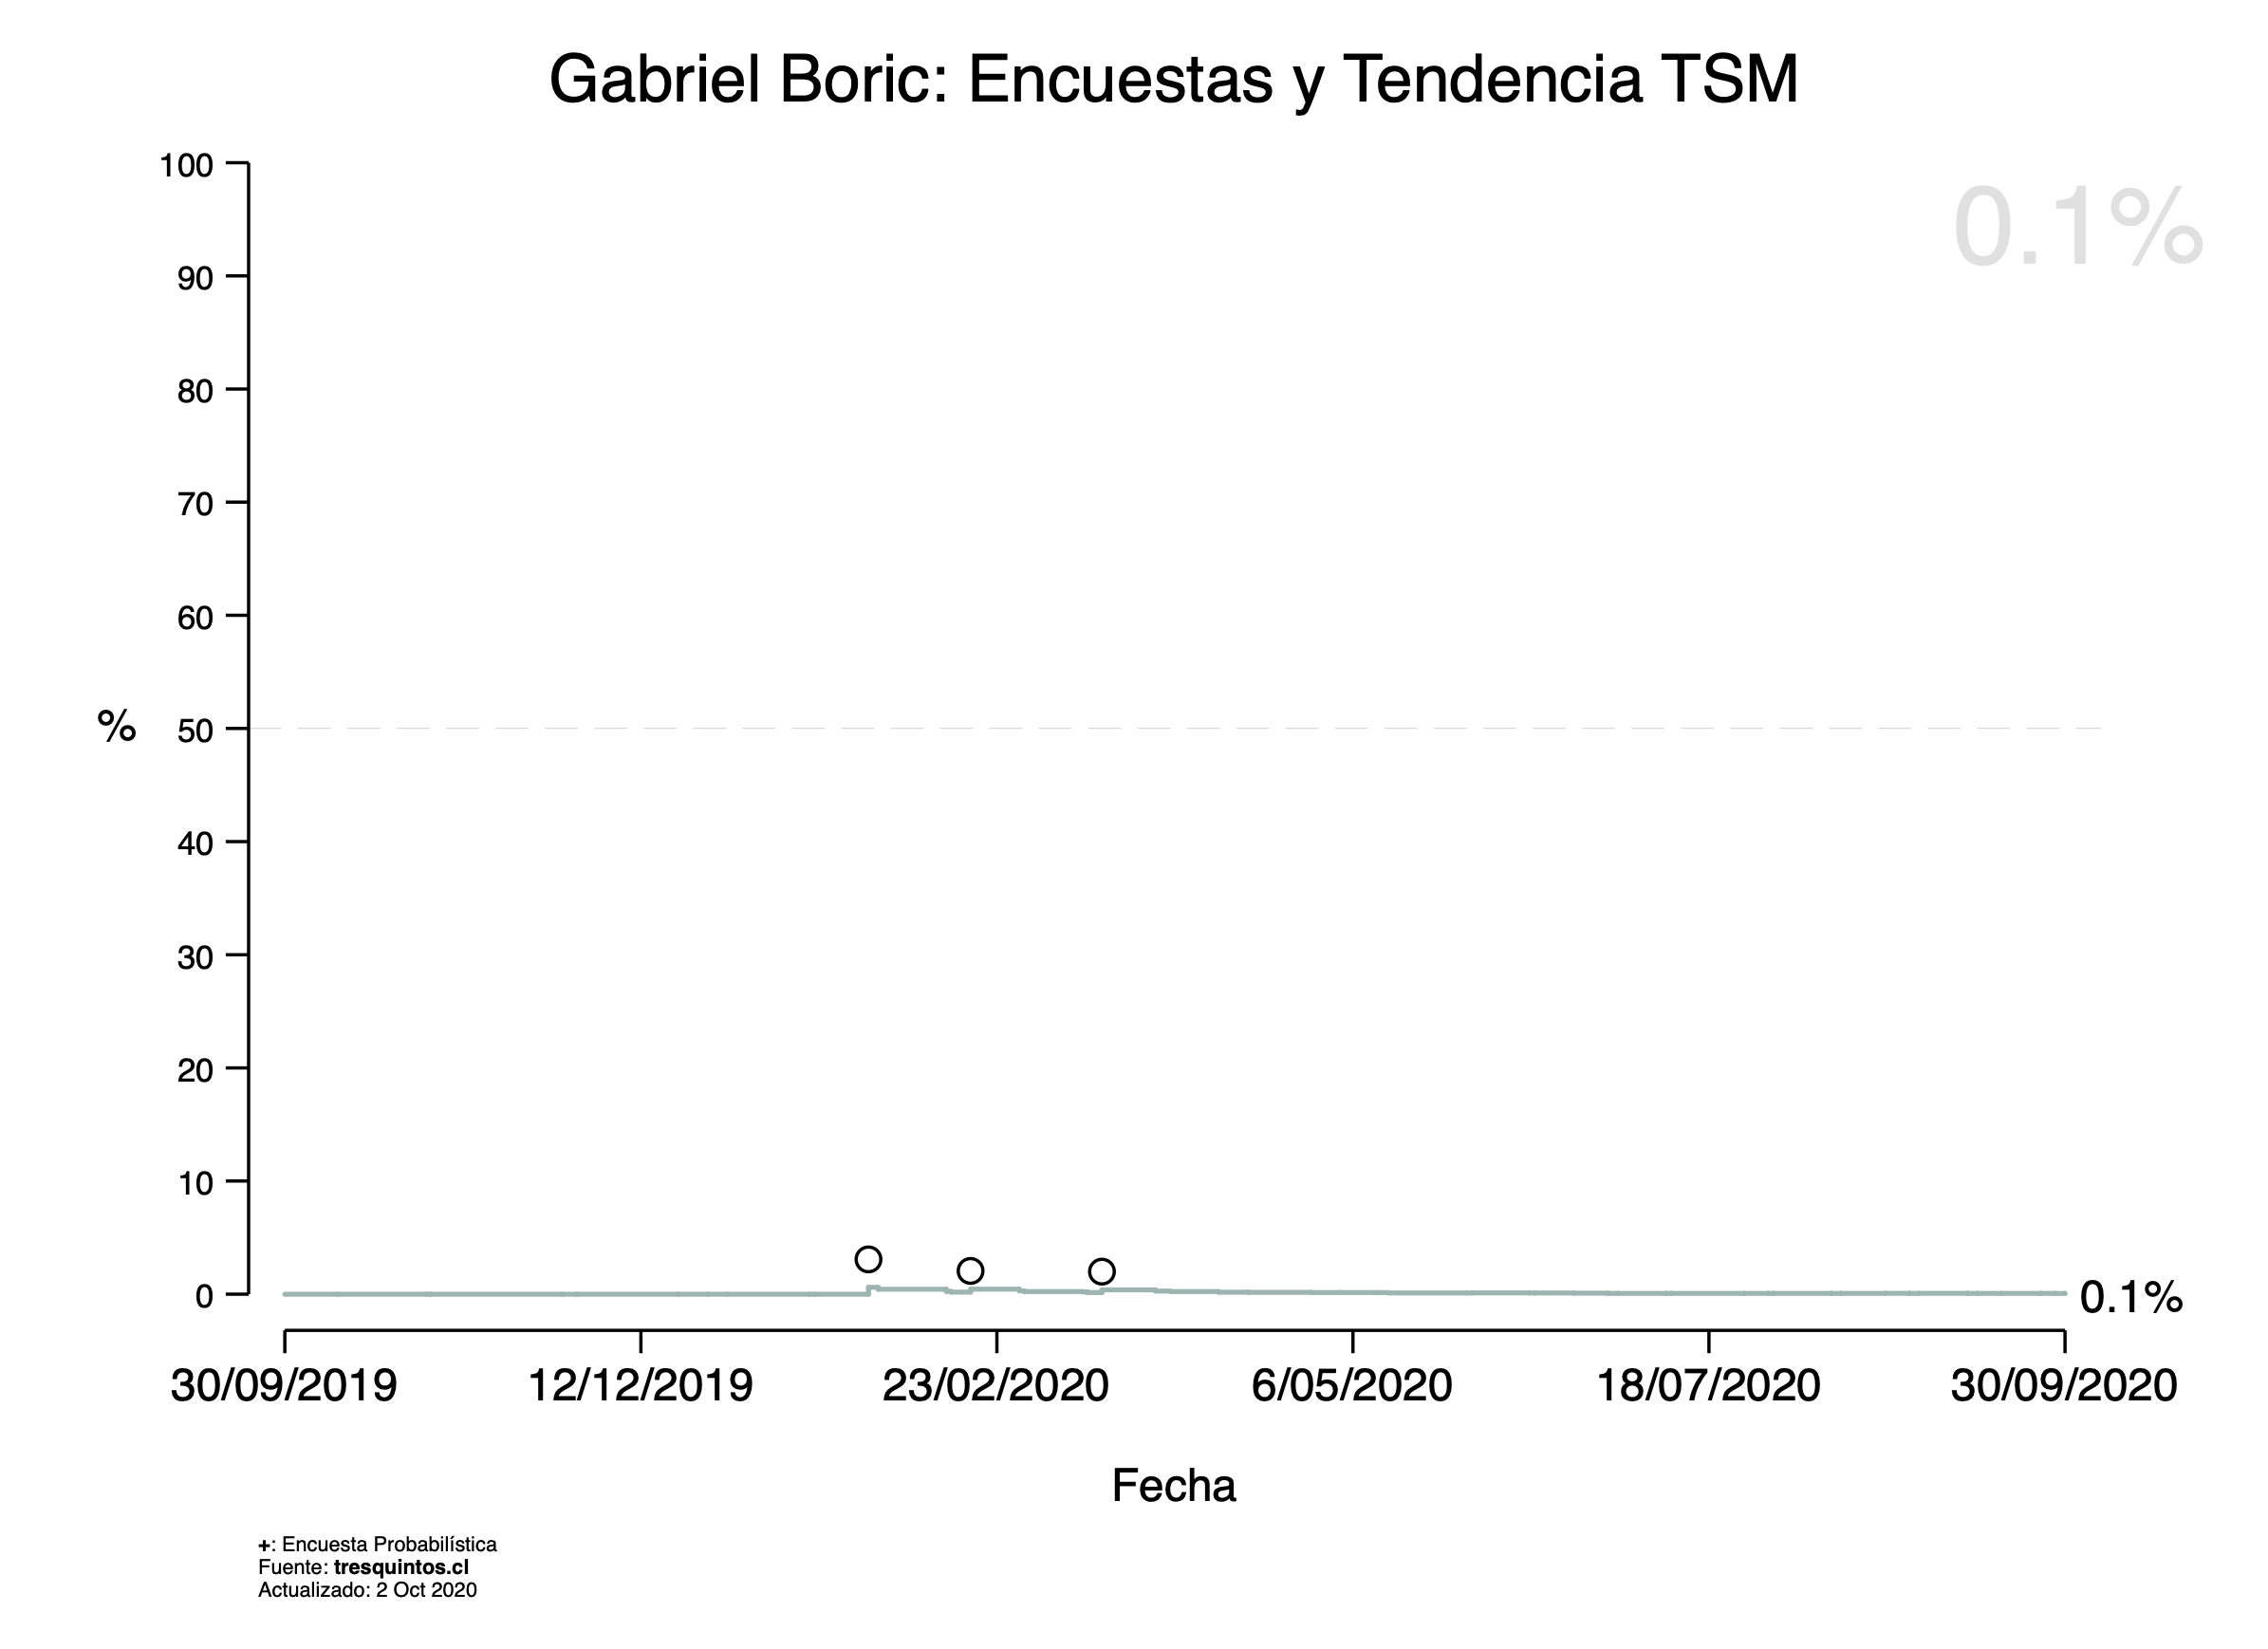 Gabriel Boric: Encuestas y Tendencia TSM
0.1%
100
90
80
70
60
50
40
30
20
10
0
%
0.1%
30/09/2019 12/12/2019 23/02/2020 6/05/2020 18/07/2020 30/09/2020
Fecha
+: Encuesta Probabilística
Fuente: tresquintos.cl
Actualizado: 2 Oct 2020